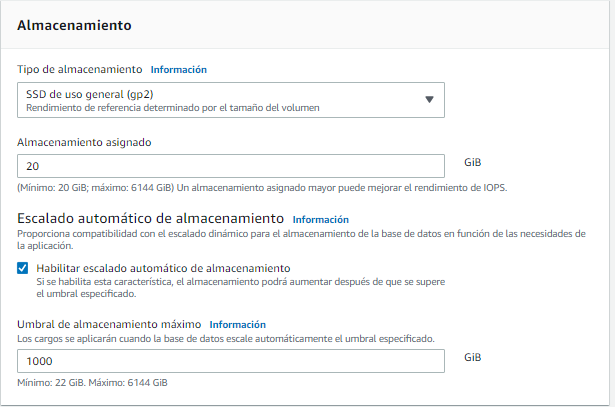 Almacenamiento
Tipo de almacenamiento Información
SSD de uso general (gp2)
Rendimiento de referencia determinado por el tamaño del volumen
Almacenamiento asignado
20 GiB
(Mínimo: 20 GiB; máximo: 6144 GiB) Un almacenamiento asignado mayor puede mejorar el rendimiento de IOPS.
Escalado automático de almacenamiento Información
Proporciona compatibilidad con el escalado dinámico para el almacenamiento de la base de datos en función de las necesidades de
la aplicación.
Habilitar escalado automático de almacenamiento
Si se habilita esta característica, el almacenamiento podrá aumentar después de que se supere
el umbral especificado.
Umbral de almacenamiento máximo Información
Los cargos se aplicarán cuando la base de datos escale automáticamente el umbral especificado.
1000 GiB
Mínimo: 22 GiB. Máximo: 6144 GiB